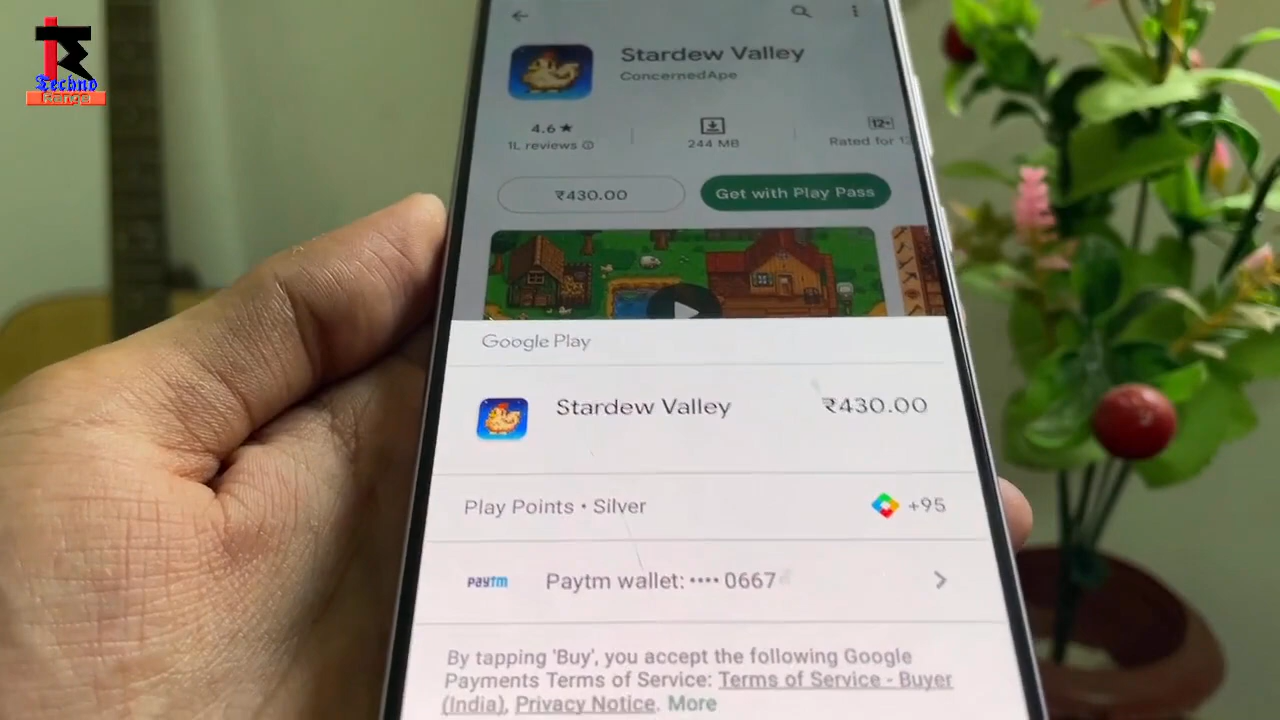 Techno
Range
Stardew Valley
ConcernedApe
4.6★
1L reviews
244 MB
12+
Rated for 12
₹430.00
Get with Play Pass
Google Play
Stardew Valley
₹430.00
Play Points • Silver
+95
Paytm
Paytm wallet: •••• 0667
By tapping 'Buy', you accept the following Google
Payments Terms of Service: Terms of Service - Buyer
(India), Privacy Notice. More